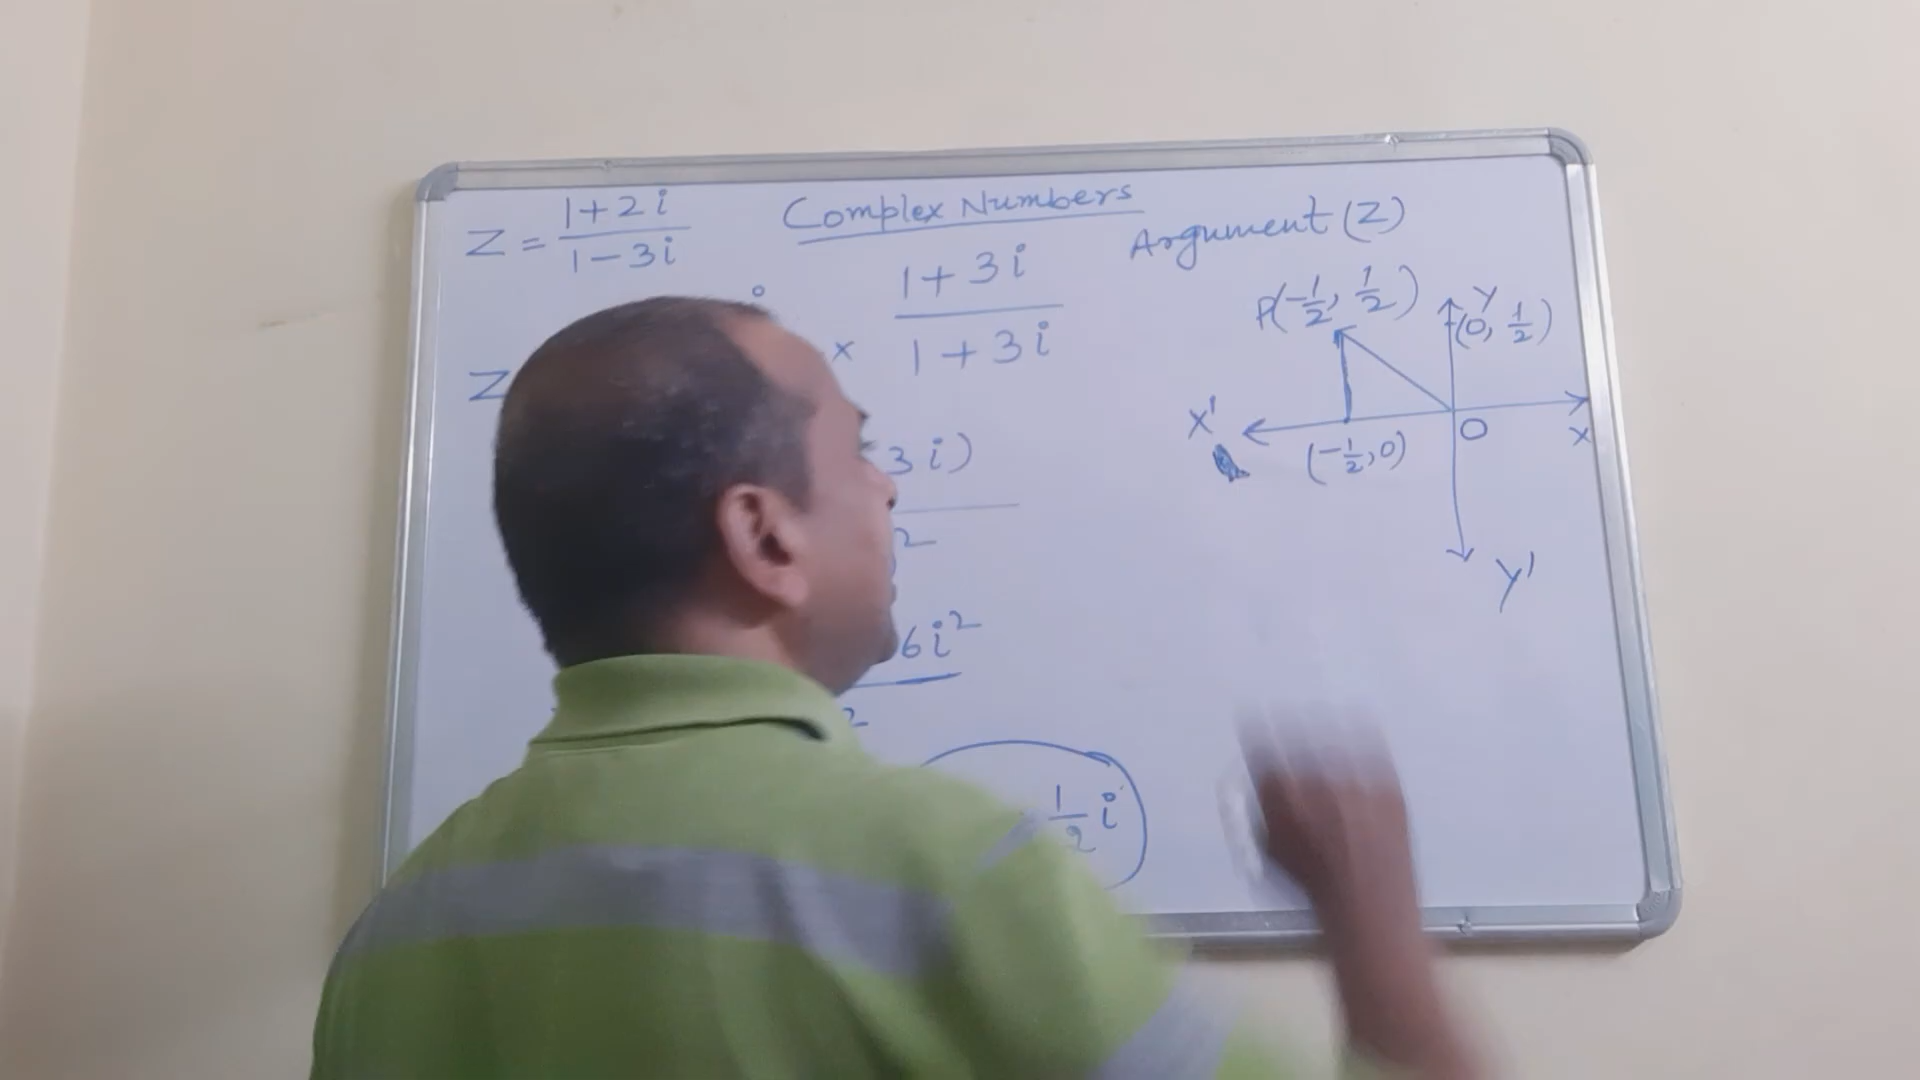 Complex Numbers
Z = (1+2i)/(1-3i)
× (1+3i)/(1+3i)
Z
3i)
2
6i²
2
1/2 i
Argument (Z)
P(-1/2, 1/2)
Y
(0, 1/2)
X'
(-1/2, 0)
O
X
Y'